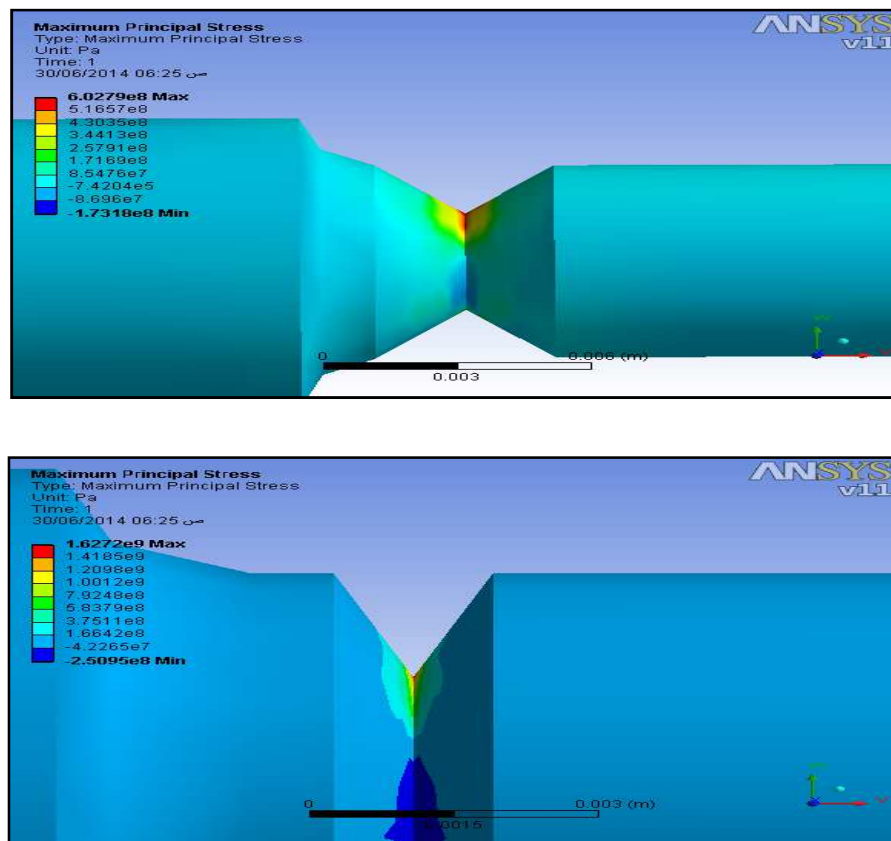 Maximum Principal Stress
Type: Maximum Principal Stress
Unit: Pa
Time: 1
30/06/2014 06:25 ص
6.0279e8 Max
5.1657e8
4.3035e8
3.4413e8
2.5791e8
1.7169e8
8.5476e7
-7.4204e5
-8.696e7
-1.7318e8 Min
ANSYS
v11
0
0.006 (m)
0.003
Maximum Principal Stress
Type: Maximum Principal Stress
Unit: Pa
Time: 1
30/06/2014 06:25 ص
1.6272e9 Max
1.4185e9
1.2098e9
1.0012e9
7.9248e8
5.8379e8
3.7511e8
1.6642e8
-4.2265e7
-2.5095e8 Min
ANSYS
v11
0
0.003 (m)
0.0015